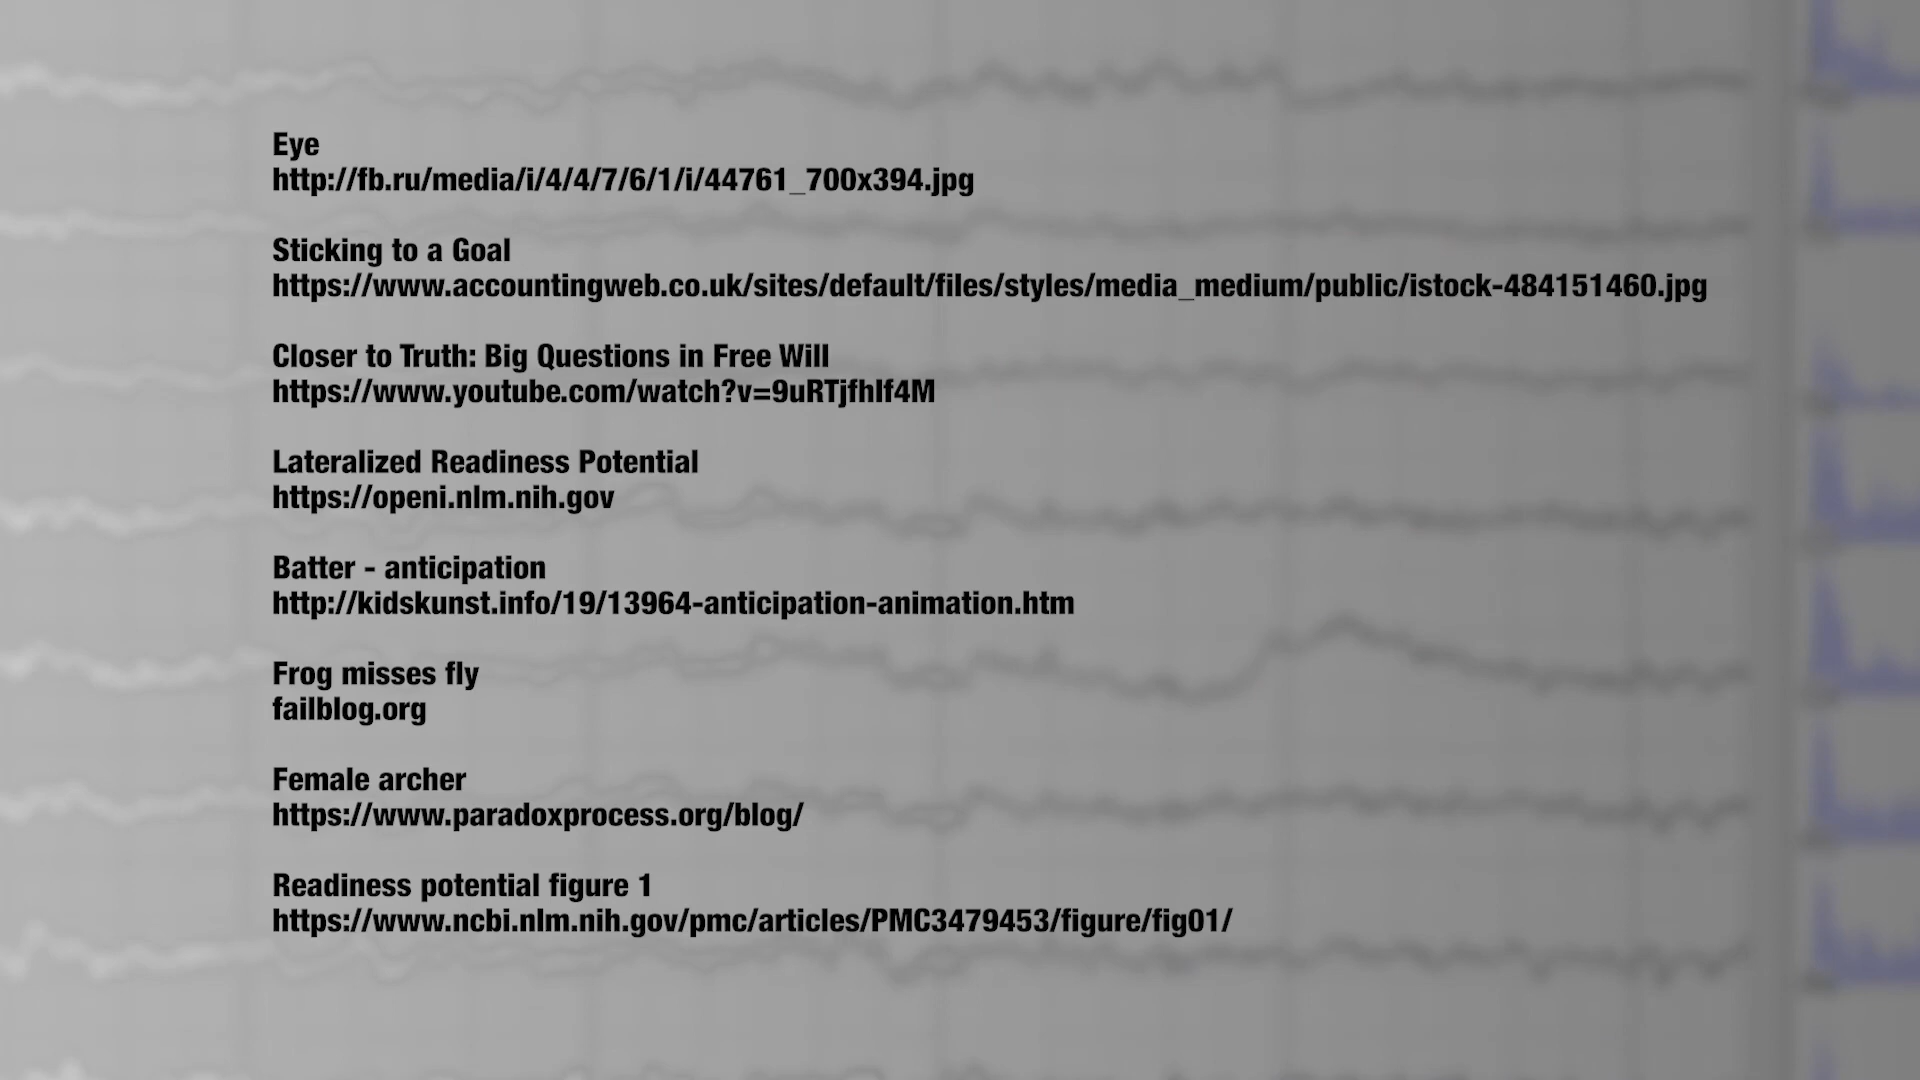 Eye
http://fb.ru/media/i/4/4/7/6/1/i/44761_700x394.jpg
Sticking to a Goal
https://www.accountingweb.co.uk/sites/default/files/styles/media_medium/public/istock-484151460.jpg
Closer to Truth: Big Questions in Free Will
https://www.youtube.com/watch?v=9uRTjfhIf4M
Lateralized Readiness Potential
https://openi.nlm.nih.gov
Batter - anticipation
http://kidskunst.info/19/13964-anticipation-animation.htm
Frog misses fly
failblog.org
Female archer
https://www.paradoxprocess.org/blog/
Readiness potential figure 1
https://www.ncbi.nlm.nih.gov/pmc/articles/PMC3479453/figure/fig01/